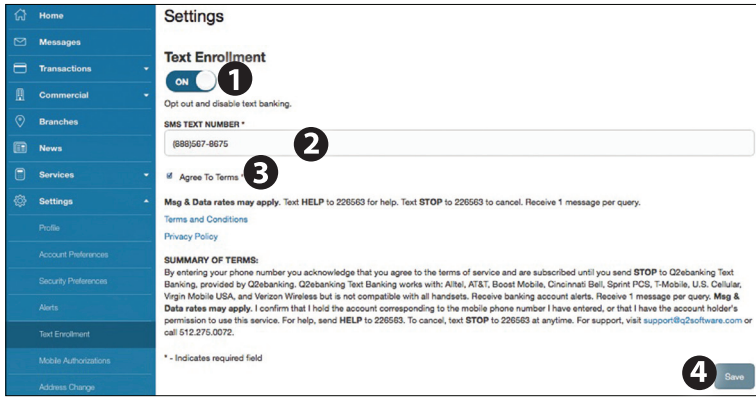 Home
Messages
Transactions
Commercial
Branches
News
Services
Settings
Profile
Account Preferences
Security Preferences
Alerts
Text Enrollment
Mobile Authorizations
Address Change
Settings
Text Enrollment
ON 1
Opt out and disable text banking.
SMS TEXT NUMBER *
(888)567-8675 2
Agree To Terms * 3
Msg & Data rates may apply. Text HELP to 226563 for help. Text STOP to 226563 to cancel. Receive 1 message per query.
Terms and Conditions
Privacy Policy
SUMMARY OF TERMS:
By entering your phone number you acknowledge that you agree to the terms of service and are subscribed until you send STOP to Q2ebanking Text
Banking, provided by Q2ebanking. Q2ebanking Text Banking works with: Alltel, AT&T, Boost Mobile, Cincinnati Bell, Sprint PCS, T-Mobile, U.S. Cellular,
Virgin Mobile USA, and Verizon Wireless but is not compatible with all handsets. Receive banking account alerts. Receive 1 message per query. Msg &
Data rates may apply. I confirm that I hold the account corresponding to the mobile phone number I have entered, or that I have the account holder's
permission to use this service. For help, send HELP to 226563. To cancel, text STOP to 226563 at anytime. For support, visit support@q2software.com or
call 512.275.0072.
* - Indicates required field
4 Save